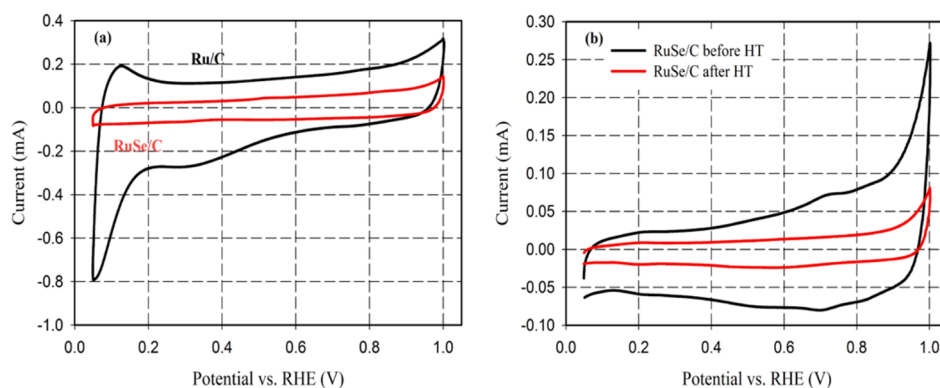 (a)
Ru/C
RuSe/C
0.4
0.2
0.0
-0.2
-0.4
-0.6
-0.8
-1.0
0.0 0.2 0.4 0.6 0.8 1.0
Current (mA)
Potential vs. RHE (V)
(b)
RuSe/C before HT
RuSe/C after HT
0.30
0.25
0.20
0.15
0.10
0.05
0.00
-0.05
-0.10
0.0 0.2 0.4 0.6 0.8 1.0
Current (mA)
Potential vs. RHE (V)